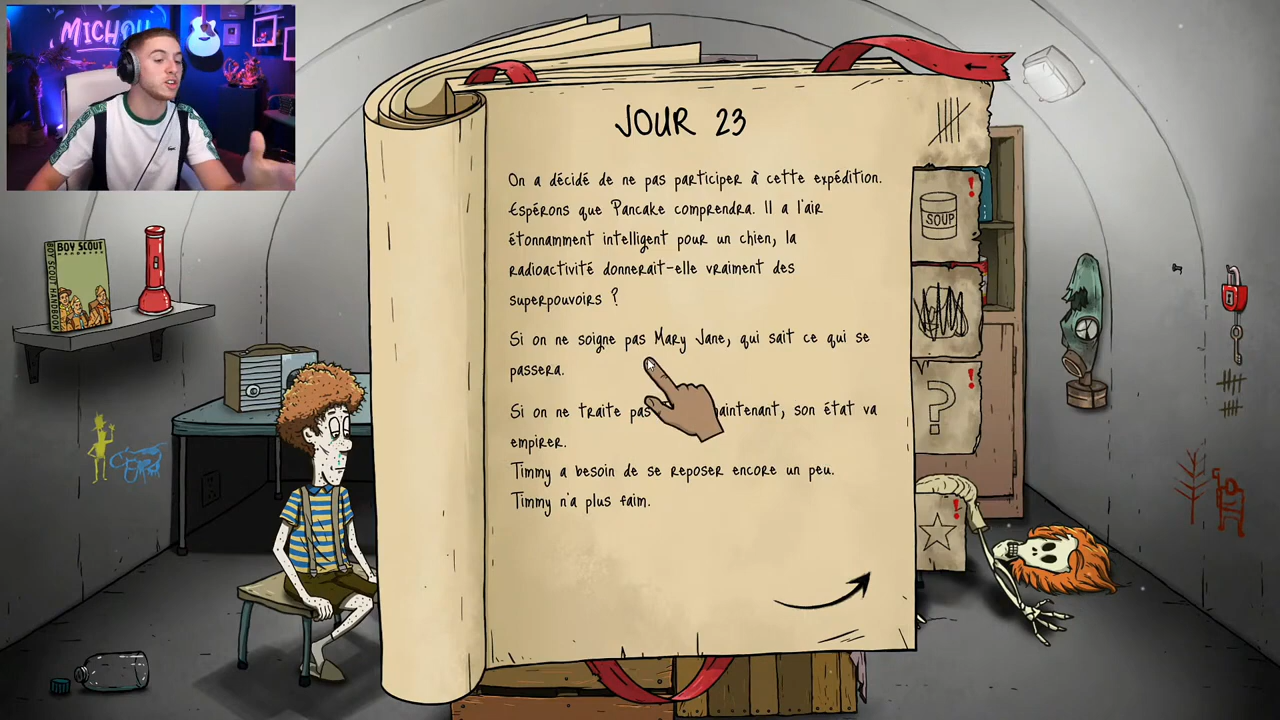 MICHOU
JOUR 23
On a décidé de ne pas participer à cette expédition.
Espérons que Pancake comprendra. Il a l'air
étonnamment intelligent pour un chien, la
radioactivité donnerait-elle vraiment des
superpouvoirs ?
Si on ne soigne pas Mary Jane, qui sait ce qui se
passera.
Si on ne traite pas maintenant, son état va
empirer.
Timmy a besoin de se reposer encore un peu.
Timmy n'a plus faim.
SOUP
!
!
?
!
BOY SCOUT
HANDBOOK
BOY SCOUT HANDBOOK